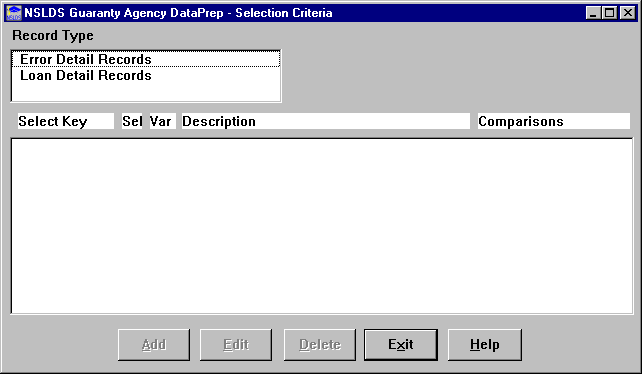 NSLDS Guaranty Agency DataPrep - Selection Criteria
Record Type
Error Detail Records
Loan Detail Records
Select Key Sel Var Description Comparisons
Add Edit Delete Exit Help